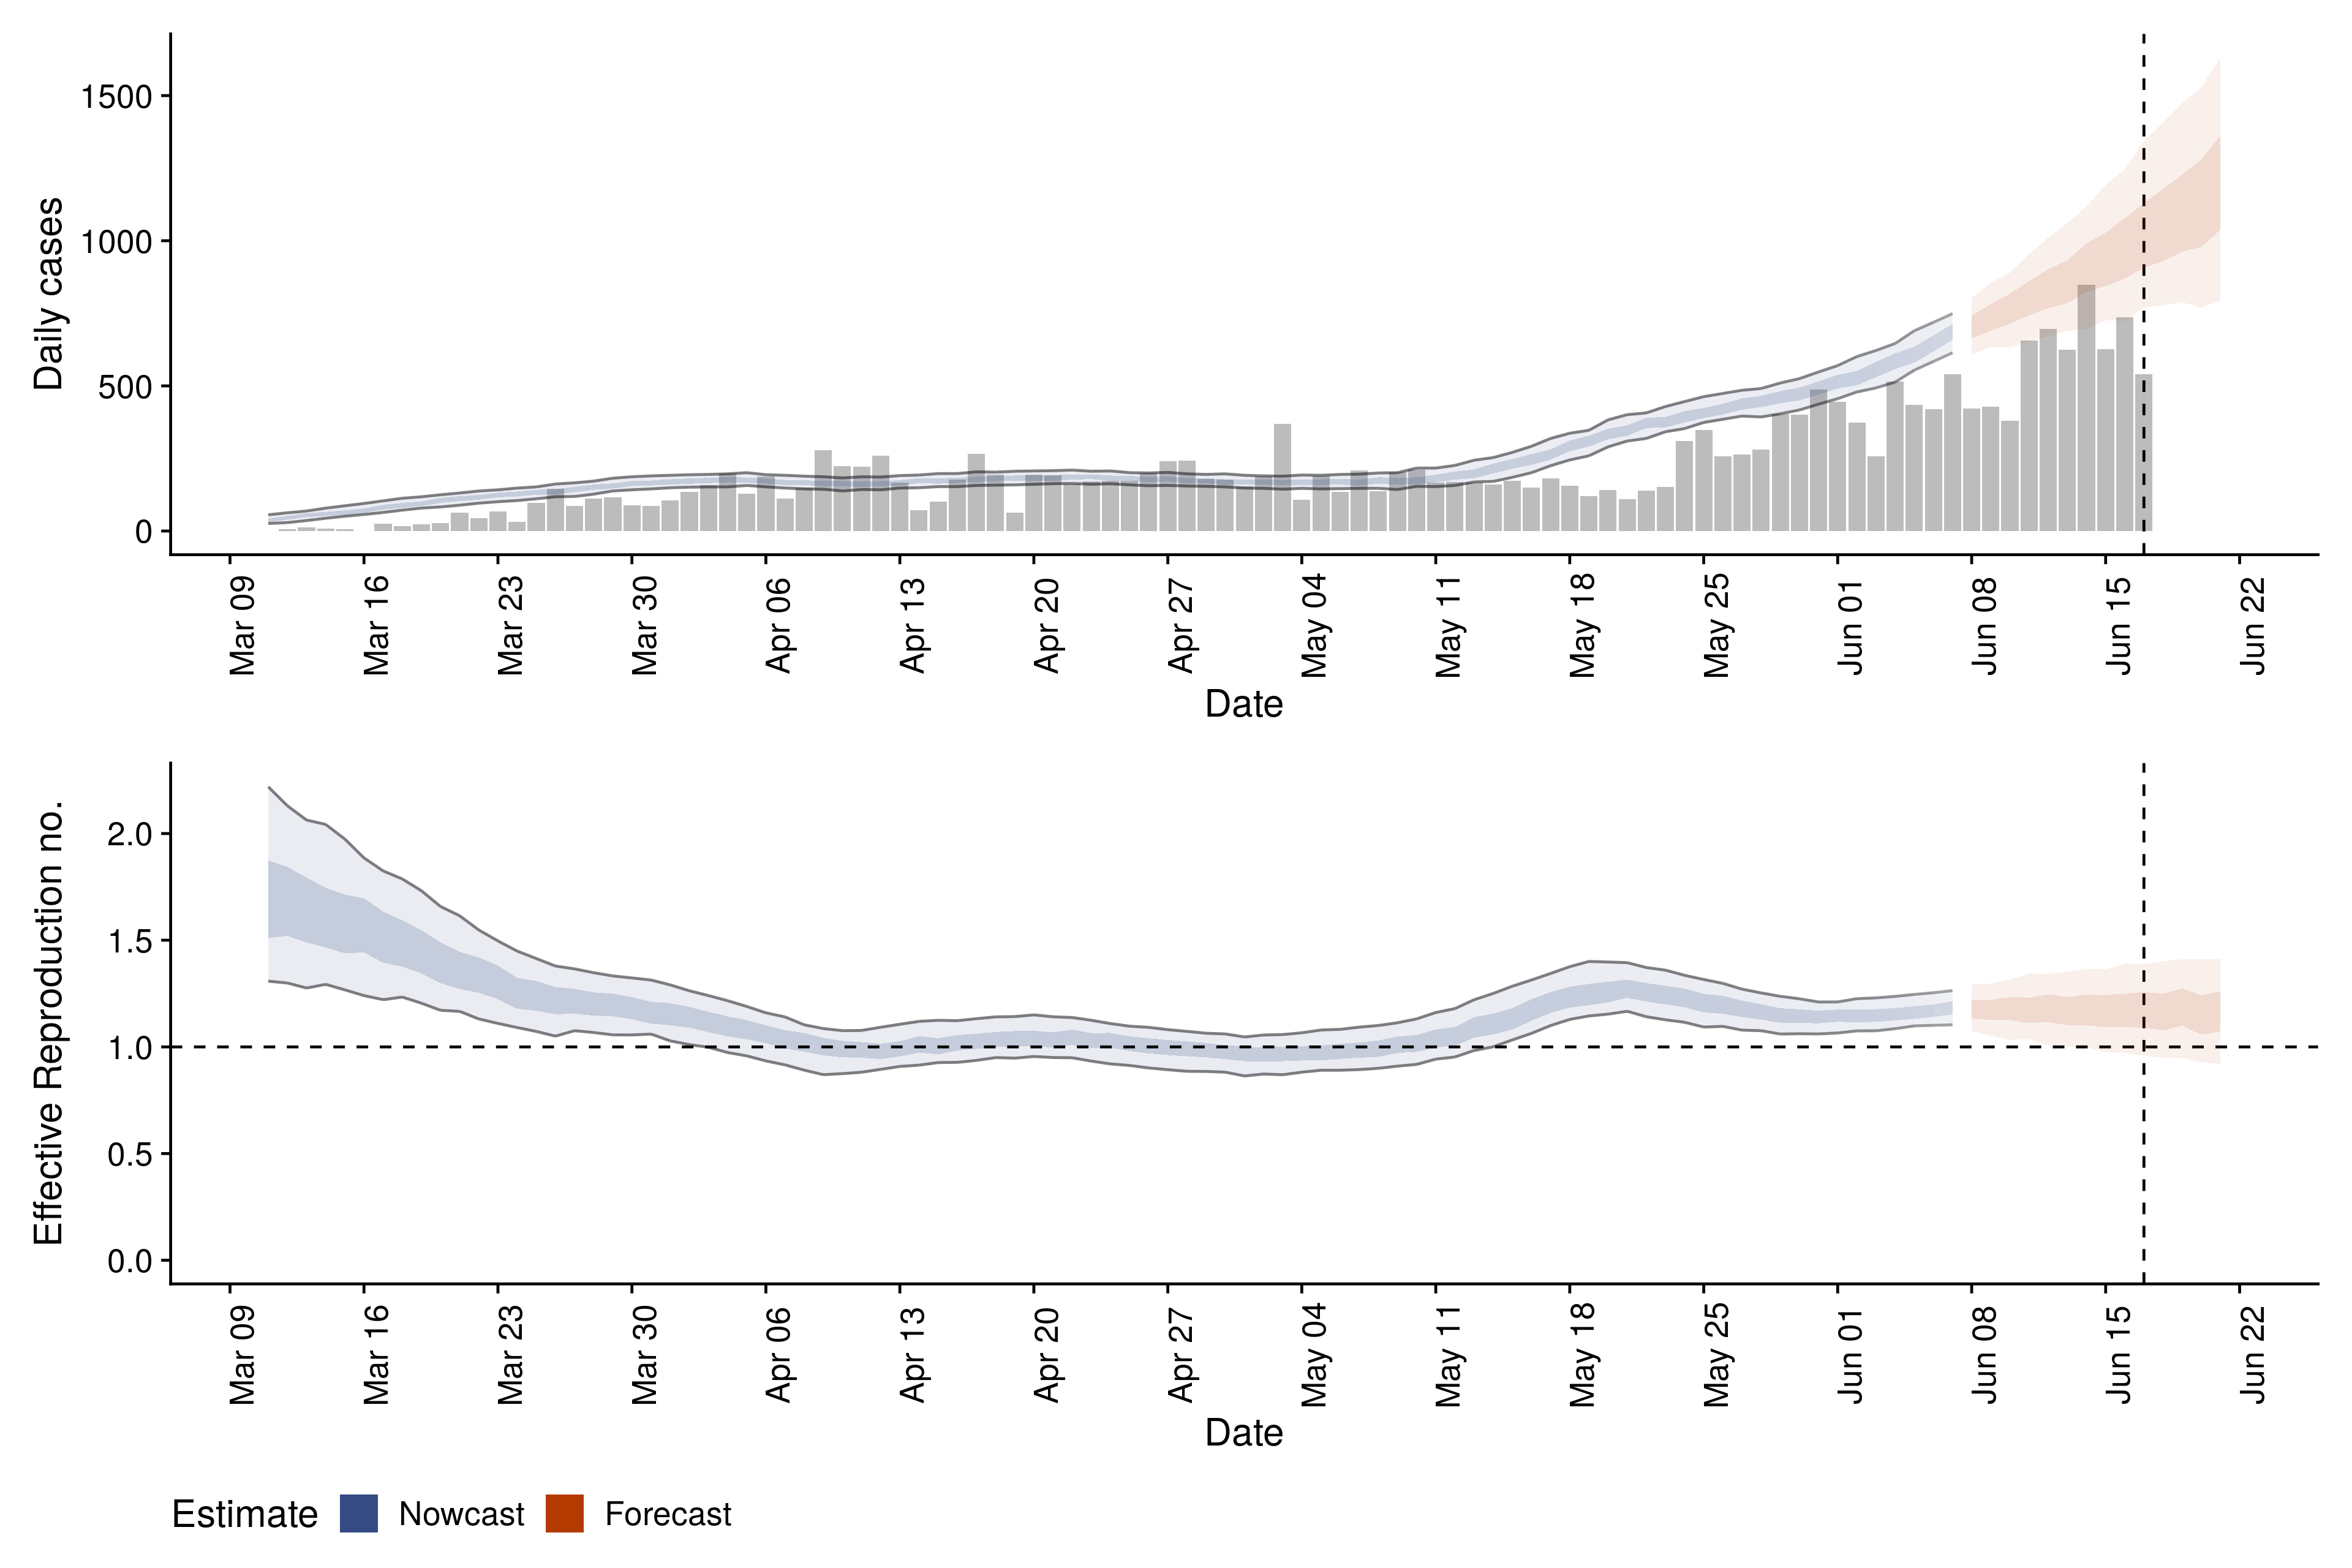 Daily cases
1500
1000
500
0
Mar 09
Mar 16
Mar 23
Mar 30
Apr 06
Apr 13
Apr 20
Apr 27
May 04
May 11
May 18
May 25
Jun 01
Jun 08
Jun 15
Jun 22
Date
Effective Reproduction no.
2.0
1.5
1.0
0.5
0.0
Mar 09
Mar 16
Mar 23
Mar 30
Apr 06
Apr 13
Apr 20
Apr 27
May 04
May 11
May 18
May 25
Jun 01
Jun 08
Jun 15
Jun 22
Date
Estimate Nowcast Forecast